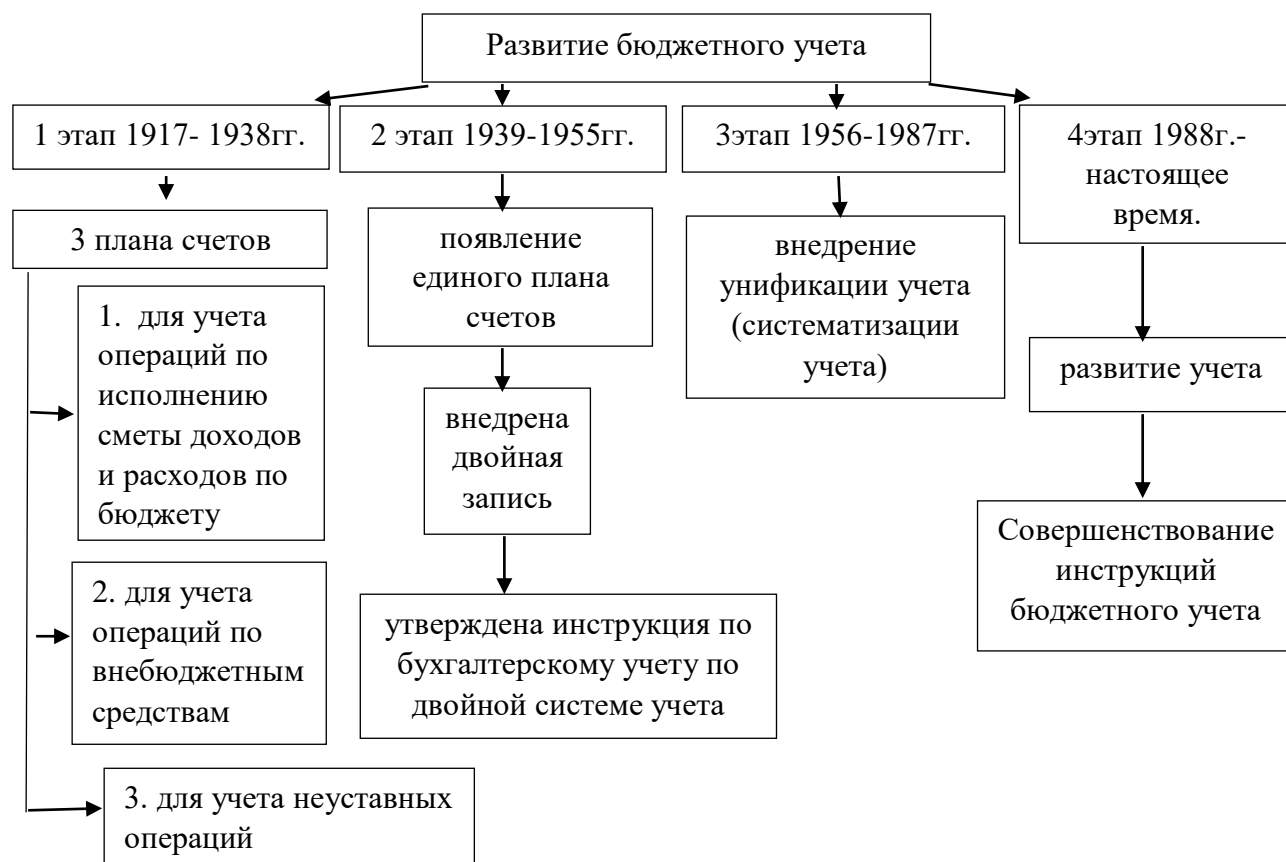 Развитие бюджетного учета
1 этап 1917- 1938гг.
3 плана счетов
1.  для учета
операций по
исполнению
сметы доходов
и расходов по
бюджету
2. для учета
операций по
внебюджетным
средствам
3. для учета неуставных
операций
2 этап 1939-1955гг.
появление
единого плана
счетов
внедрена
двойная
запись
утверждена инструкция по
бухгалтерскому учету по
двойной системе учета
3этап 1956-1987гг.
внедрение
унификации учета
(систематизации
учета)
4этап 1988г.-
настоящее
время.
развитие учета
Совершенствование
инструкций
бюджетного учета